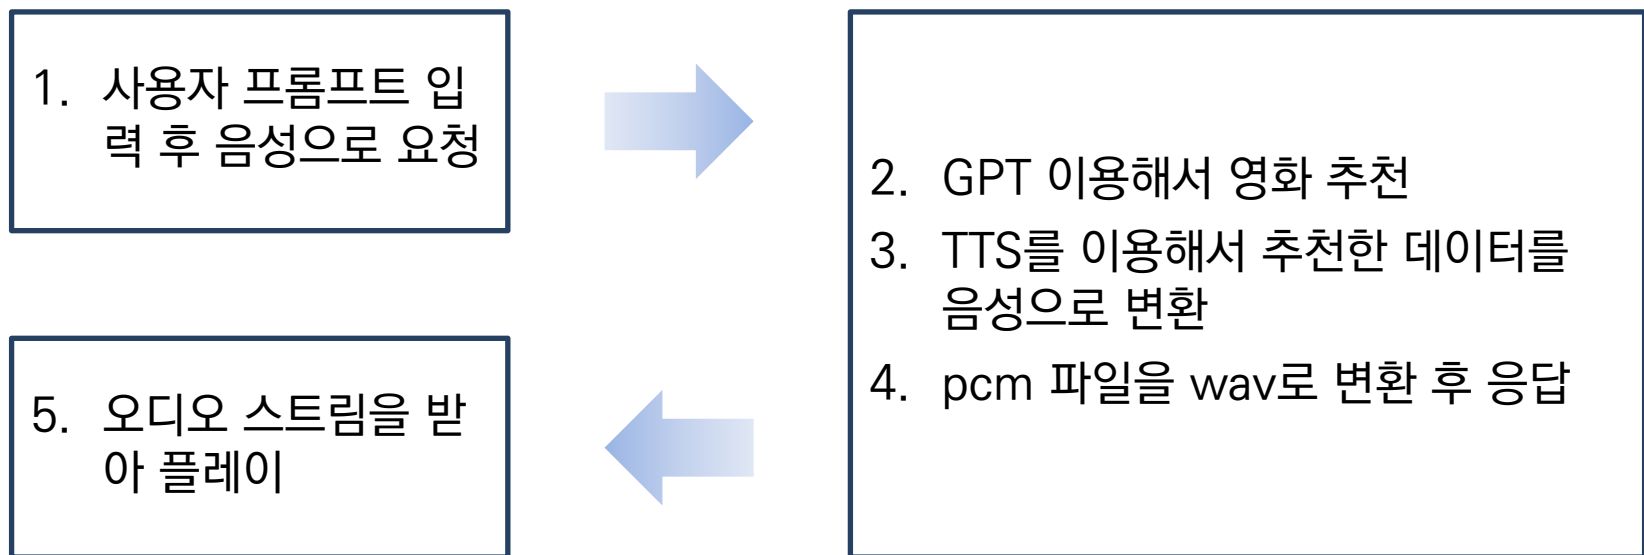 1. 사용자 프롬프트 입
력 후 음성으로 요청
2. GPT 이용해서 영화 추천
3. TTS를 이용해서 추천한 데이터를
음성으로 변환
4. pcm 파일을 wav로 변환 후 응답
5. 오디오 스트림을 받
아 플레이